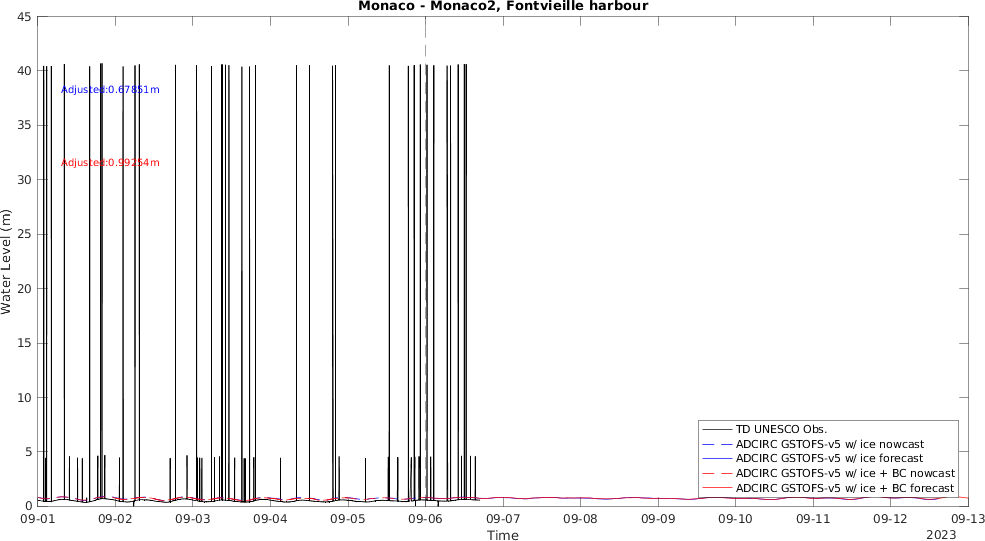 Monaco - Monaco2, Fontvieille harbour
45
40
35
30
25
20
15
10
5
0
Water Level (m)
Adjusted:0.67851m
Adjusted:0.99254m
TD UNESCO Obs.
ADCIRC GSTOFS-v5 w/ ice nowcast
ADCIRC GSTOFS-v5 w/ ice forecast
ADCIRC GSTOFS-v5 w/ ice + BC nowcast
ADCIRC GSTOFS-v5 w/ ice + BC forecast
09-01 09-02 09-03 09-04 09-05 09-06 09-07 09-08 09-09 09-10 09-11 09-12 09-13
Time
2023